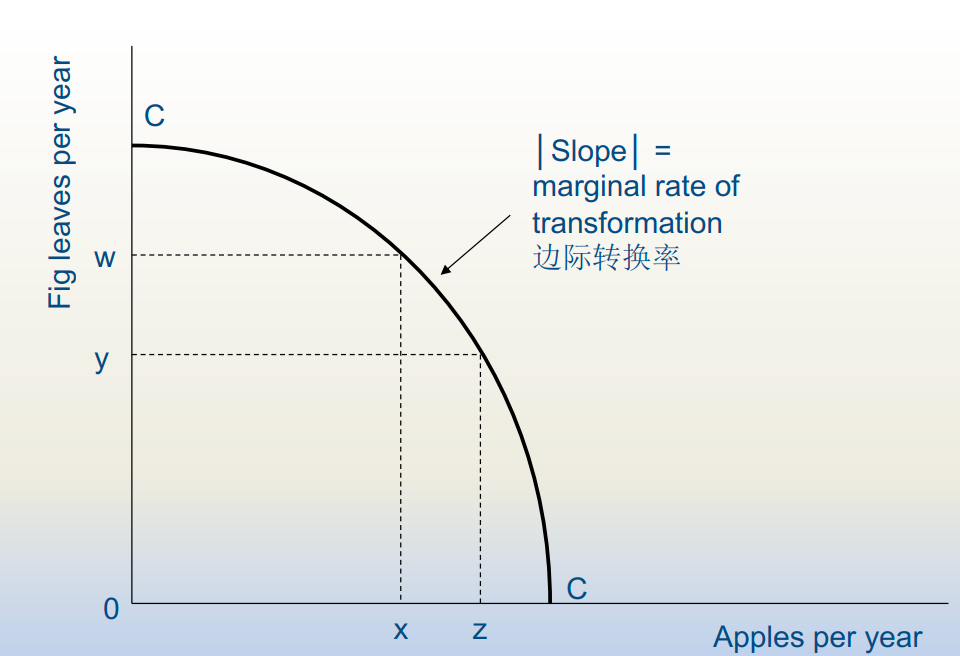 Fig leaves per year
C
│Slope│ =
marginal rate of
transformation
边际转换率
w
y
0
x
z
C
Apples per year